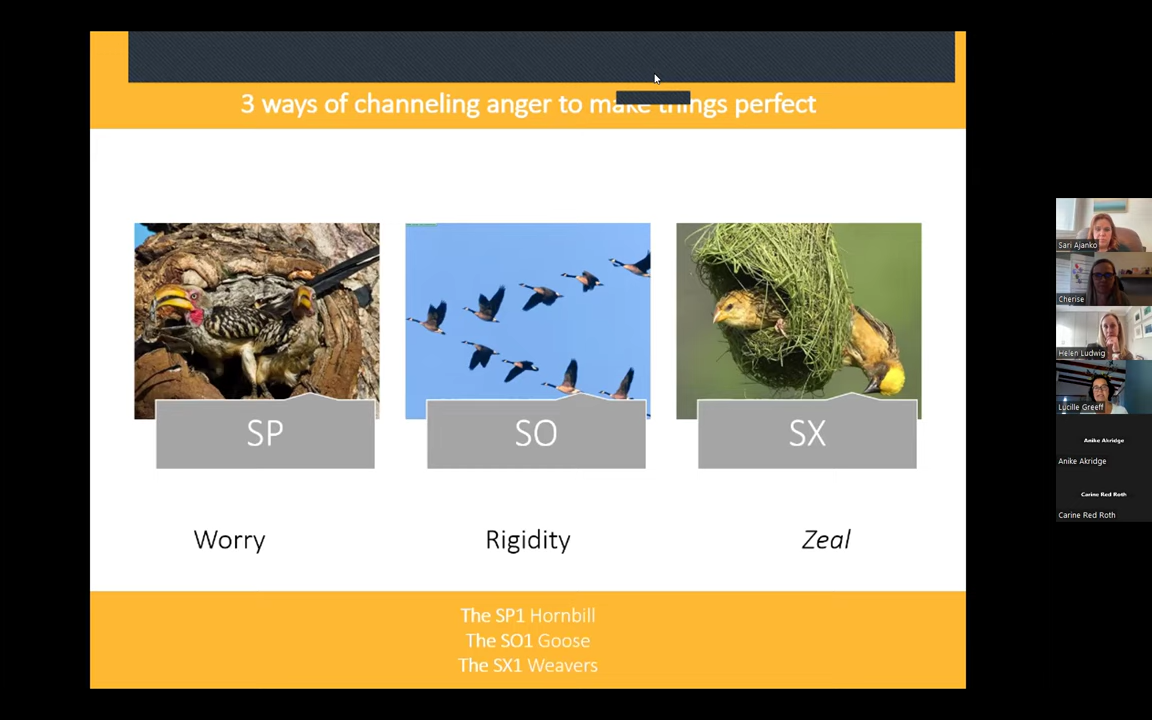 3 ways of channeling anger to make things perfect
SP
SO
SX
Worry
Rigidity
Zeal
The SP1 Hornbill
The SO1 Goose
The SX1 Weavers
Sari Ajanko
Cherise
Helen Ludwig
Lucille Greeff
Anike Akridge
Anike Akridge
Carine Red Roth
Carine Red Roth